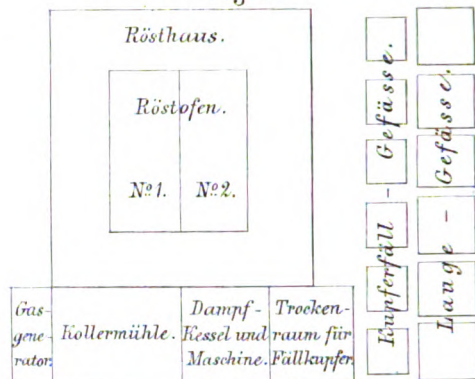 Rösthaus.
Röstofen.
Nº 1. Nº 2.
Gas-
gene-
rator.
Kollermühle.
Dampf-
Kessel und
Maschine.
Trocken-
raum für
Fällkupfer.
Kupferfäll - Gefässe.
Lauge - Gefässe.